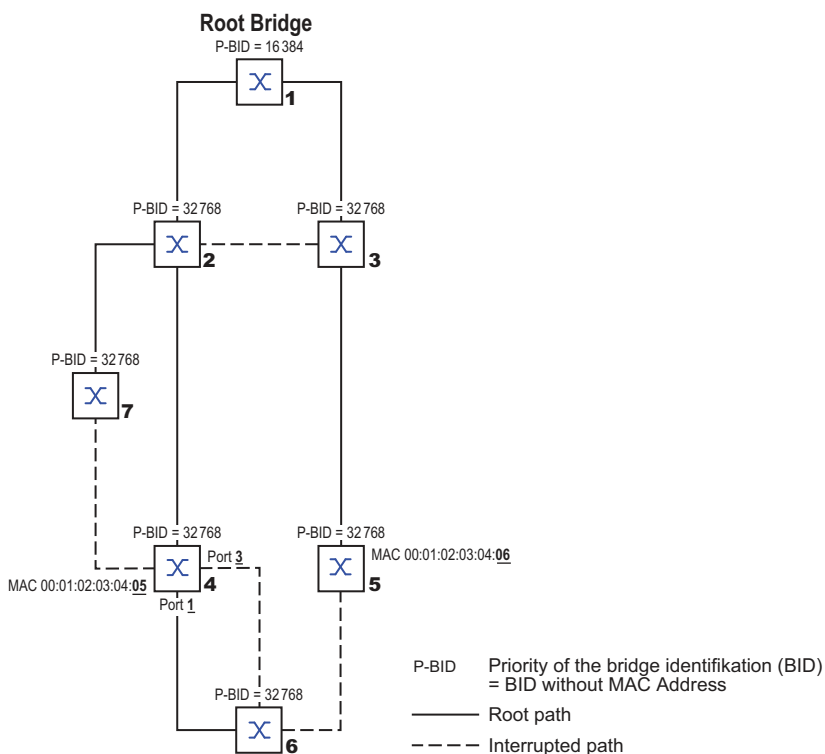 Root Bridge
P-BID = 16 384
1
P-BID = 32 768
P-BID = 32 768
2
3
P-BID = 32 768
7
P-BID = 32 768
P-BID = 32 768
Port 3
MAC 00:01:02:03:04:06
4
5
MAC 00:01:02:03:04:05
Port 1
P-BID = 32 768
6
P-BID Priority of the bridge identifikation (BID)
= BID without MAC Address
Root path
Interrupted path